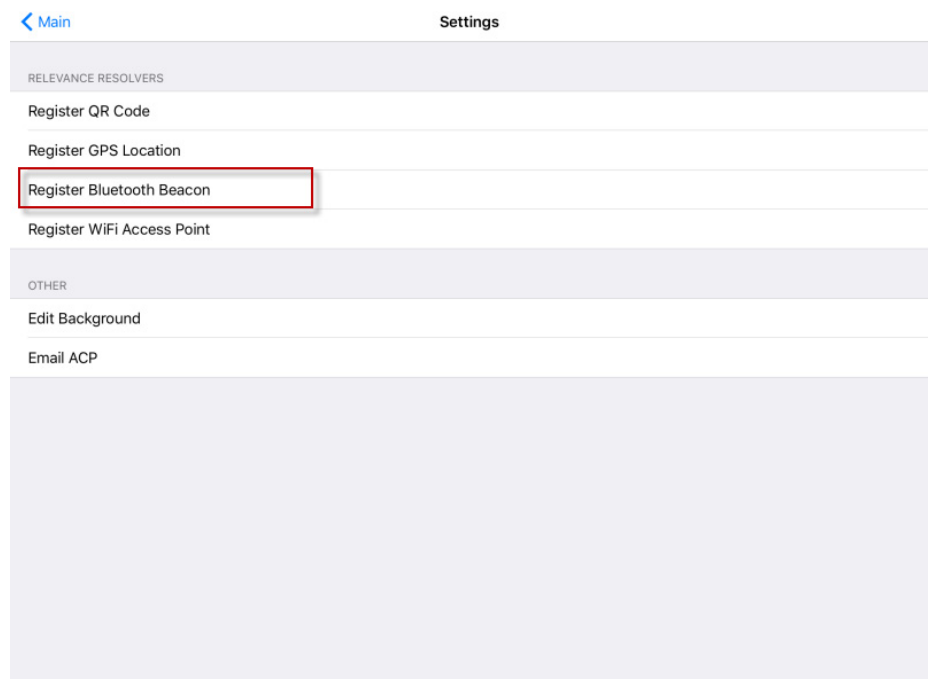 Main
Settings
RELEVANCE RESOLVERS
Register QR Code
Register GPS Location
Register Bluetooth Beacon
Register WiFi Access Point
OTHER
Edit Background
Email ACP